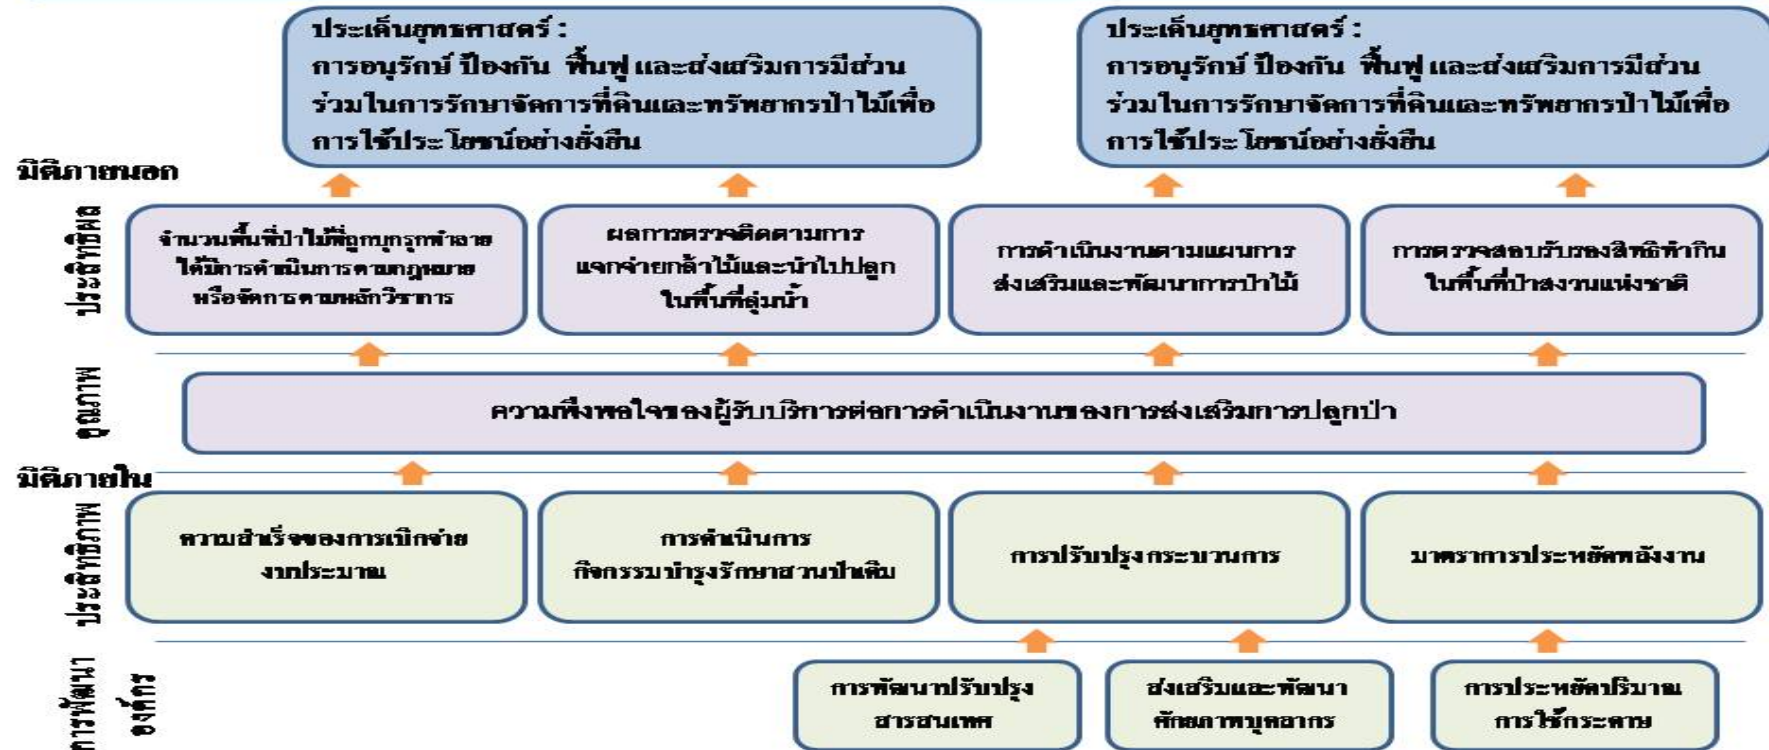 ประเด็นยุทธศาสตร์ :
การอนุรักษ์ ป้องกัน ฟื้นฟู และส่งเสริมการมีส่วน
ร่วมในการรักษาจัดการที่ดินและทรัพยากรป่าไม้เพื่อ
การใช้ประโยชน์อย่างยั่งยืน
ประเด็นยุทธศาสตร์ :
การอนุรักษ์ ป้องกัน ฟื้นฟู และส่งเสริมการมีส่วน
ร่วมในการรักษาจัดการที่ดินและทรัพยากรป่าไม้เพื่อ
การใช้ประโยชน์อย่างยั่งยืน
มิติภายนอก
ประสิทธิผล
จำนวนพื้นที่ป่าไม้ที่ถูกบุกรุกทำลาย
ได้มีการดำเนินการตามกฎหมาย
หรือจัดการตามหลักวิชาการ
ผลการตรวจติดตามการ
แจกจ่ายกล้าไม้และนำไปปลูก
ในพื้นที่ลุ่มน้ำ
การดำเนินงานตามแผนการ
ส่งเสริมและพัฒนาการป่าไม้
การตรวจสอบรับรองสิทธิทำกิน
ในพื้นที่ป่าสงวนแห่งชาติ
คุณภาพ
ความพึงพอใจของผู้รับบริการต่อการดำเนินงานของการส่งเสริมการปลูกป่า
มิติภายใน
ประสิทธิภาพ
ความสำเร็จของการเบิกจ่าย
งบประมาณ
การดำเนินการ
กิจกรรมบำรุงรักษาสวนป่าเดิม
การปรับปรุงกระบวนการ
มาตราการประหยัดพลังงาน
การพัฒนา
องค์กร
การพัฒนาปรับปรุง
สารสนเทศ
ส่งเสริมและพัฒนา
ศักยภาพบุคลากร
การประหยัดปริมาณ
การใช้กระดาษ